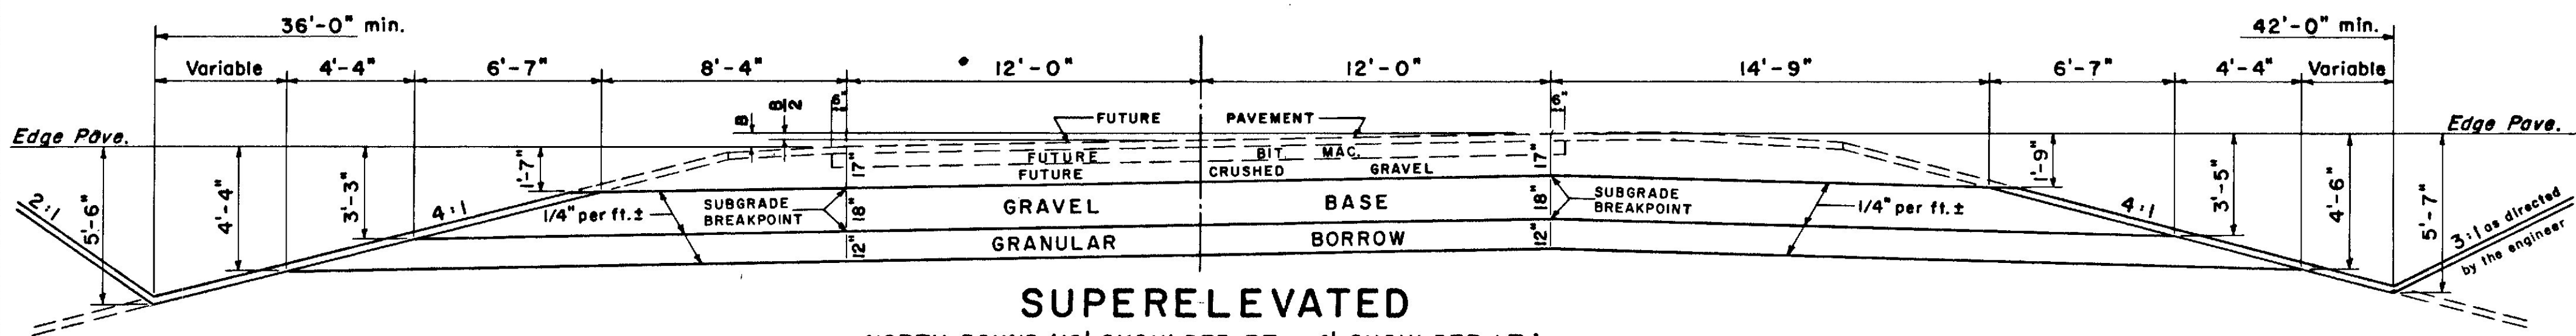 36'-0" min.
42'-0" min.
Variable 4'-4" 6'-7" 8'-4" 12'-0" 12'-0" 14'-9" 6'-7" 4'-4" Variable
6" 6"
B B/2
FUTURE PAVEMENT
Edge Pave. Edge Pave.
FUTURE BIT. MAC.
FUTURE CRUSHED GRAVEL
17" 17"
1'-7" 1'-9"
5'-6" 4'-4" 3'-3" 3'-5" 4'-6" 5'-7"
2:1 4:1 4:1
1/4" per ft.± SUBGRADE BREAKPOINT 18" GRAVEL BASE 18" SUBGRADE BREAKPOINT 1/4" per ft.±
12" GRANULAR BORROW 12"
3:1 as directed
by the engineer
SUPERELEVATED